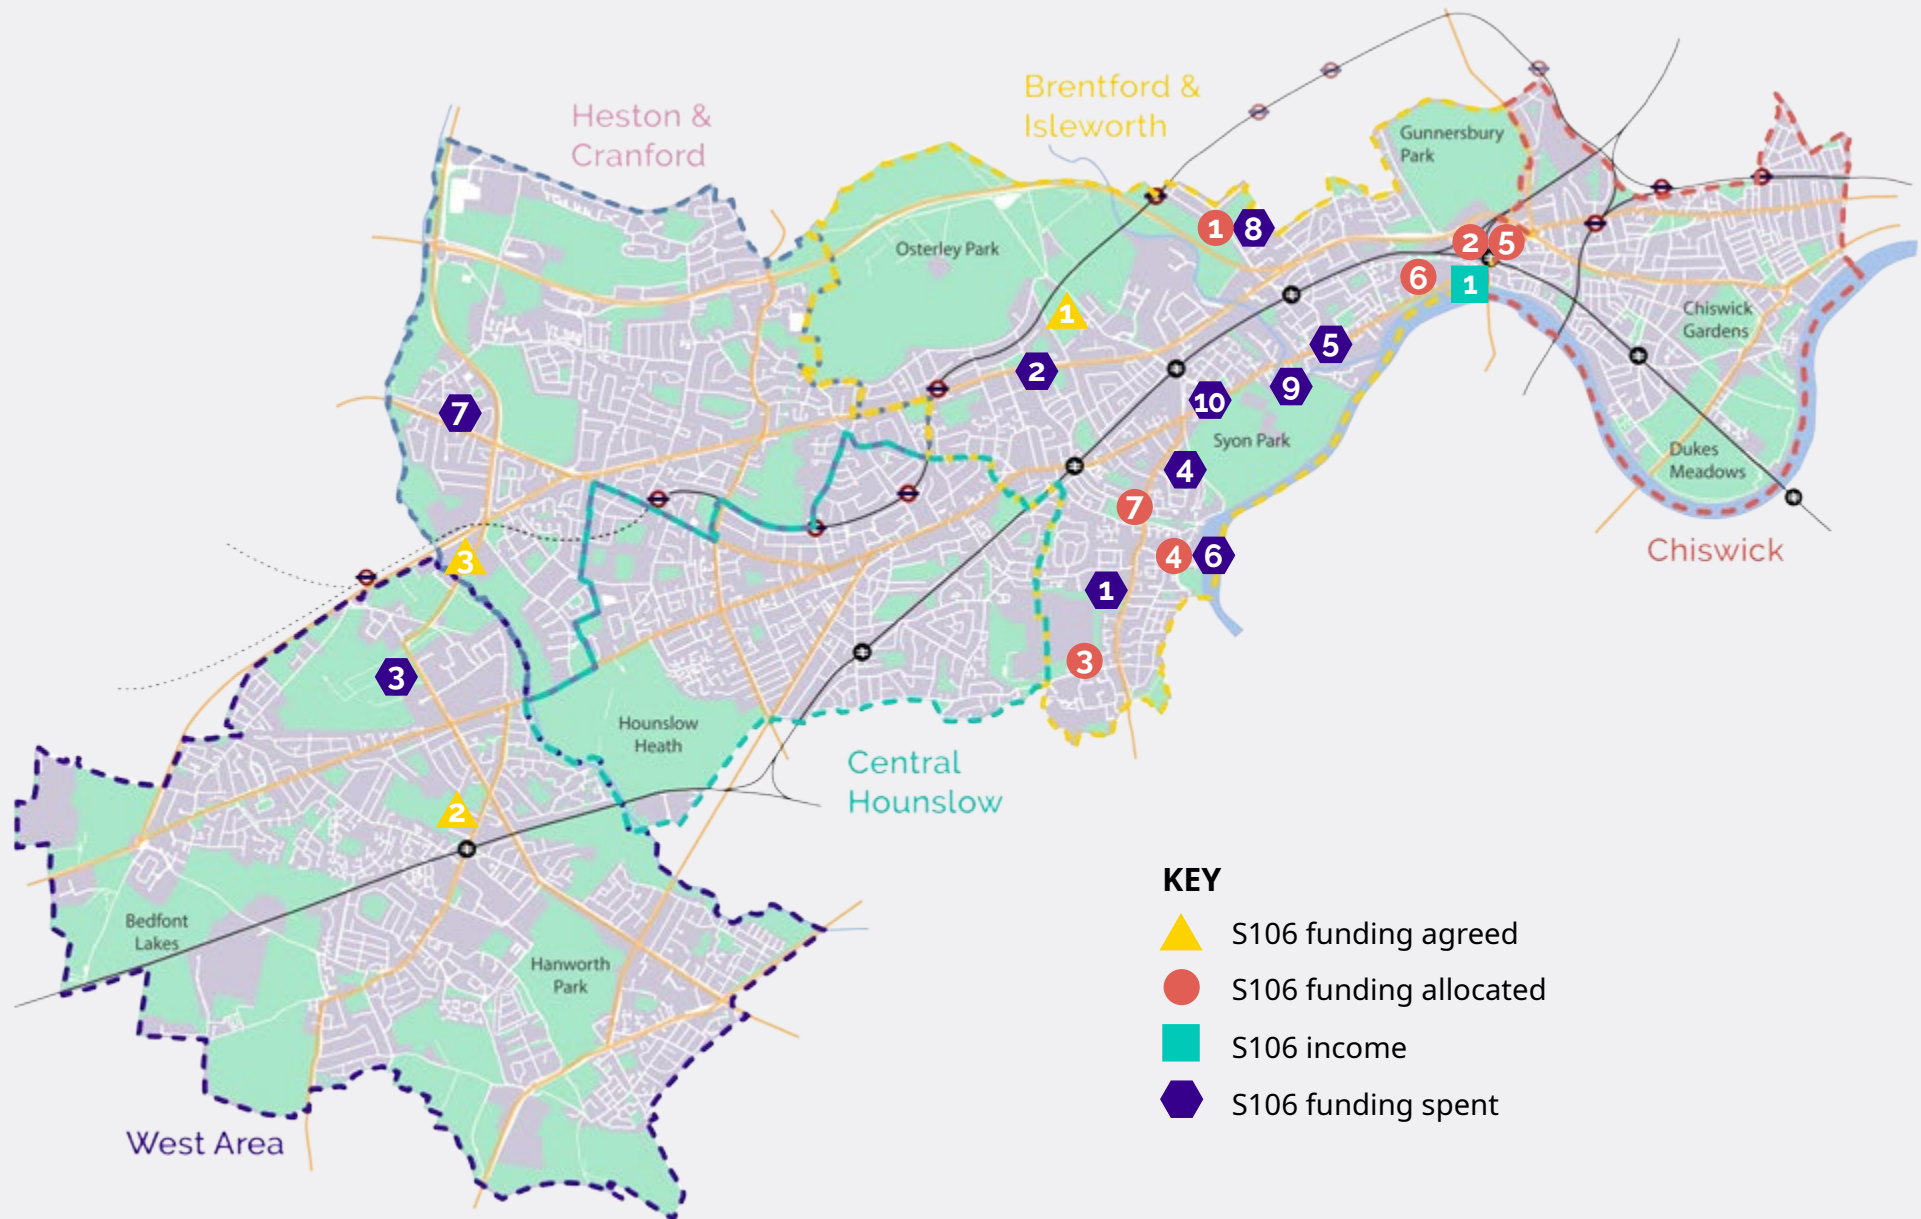 Heston &
Cranford
Brentford &
Isleworth
Gunnersbury
Park
Osterley Park
1
8
2
5
6
1
1
2
5
9
10
7
Syon Park
4
7
4
6
1
3
Chiswick
Gardens
Dukes
Meadows
Chiswick
3
3
Hounslow
Heath
Central
Hounslow
2
Bedfont
Lakes
Hanworth
Park
West Area
KEY
S106 funding agreed
S106 funding allocated
S106 income
S106 funding spent